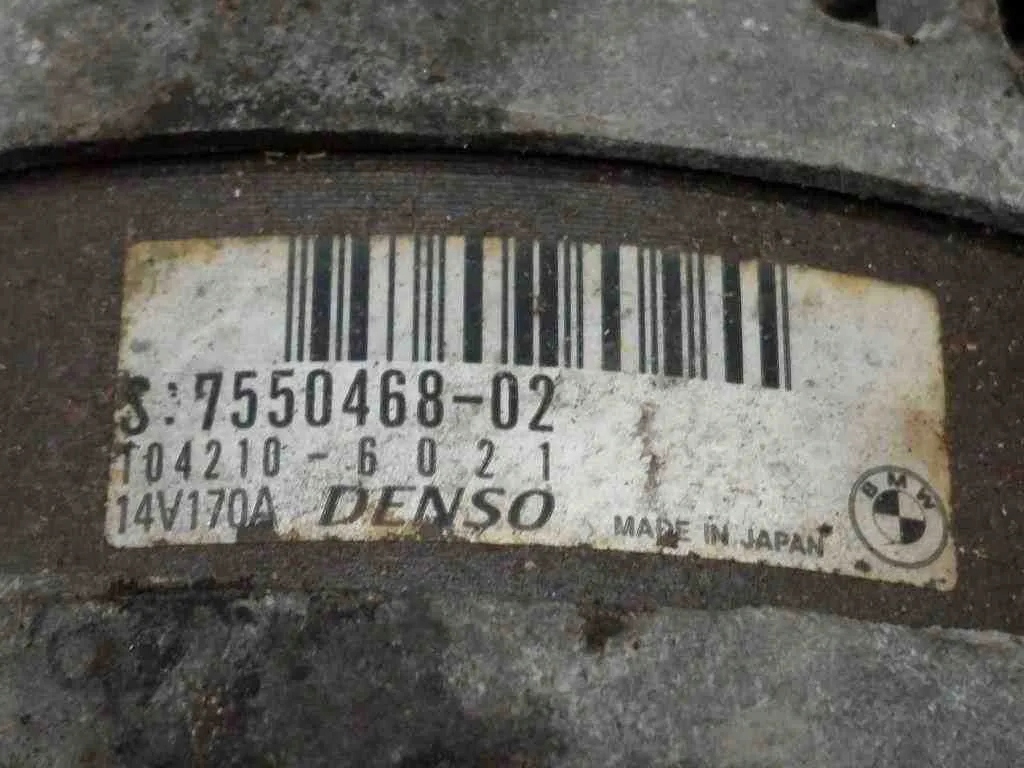 S:7550468-02
104210-6021
14V170A DENSO MADE IN JAPAN
BMW